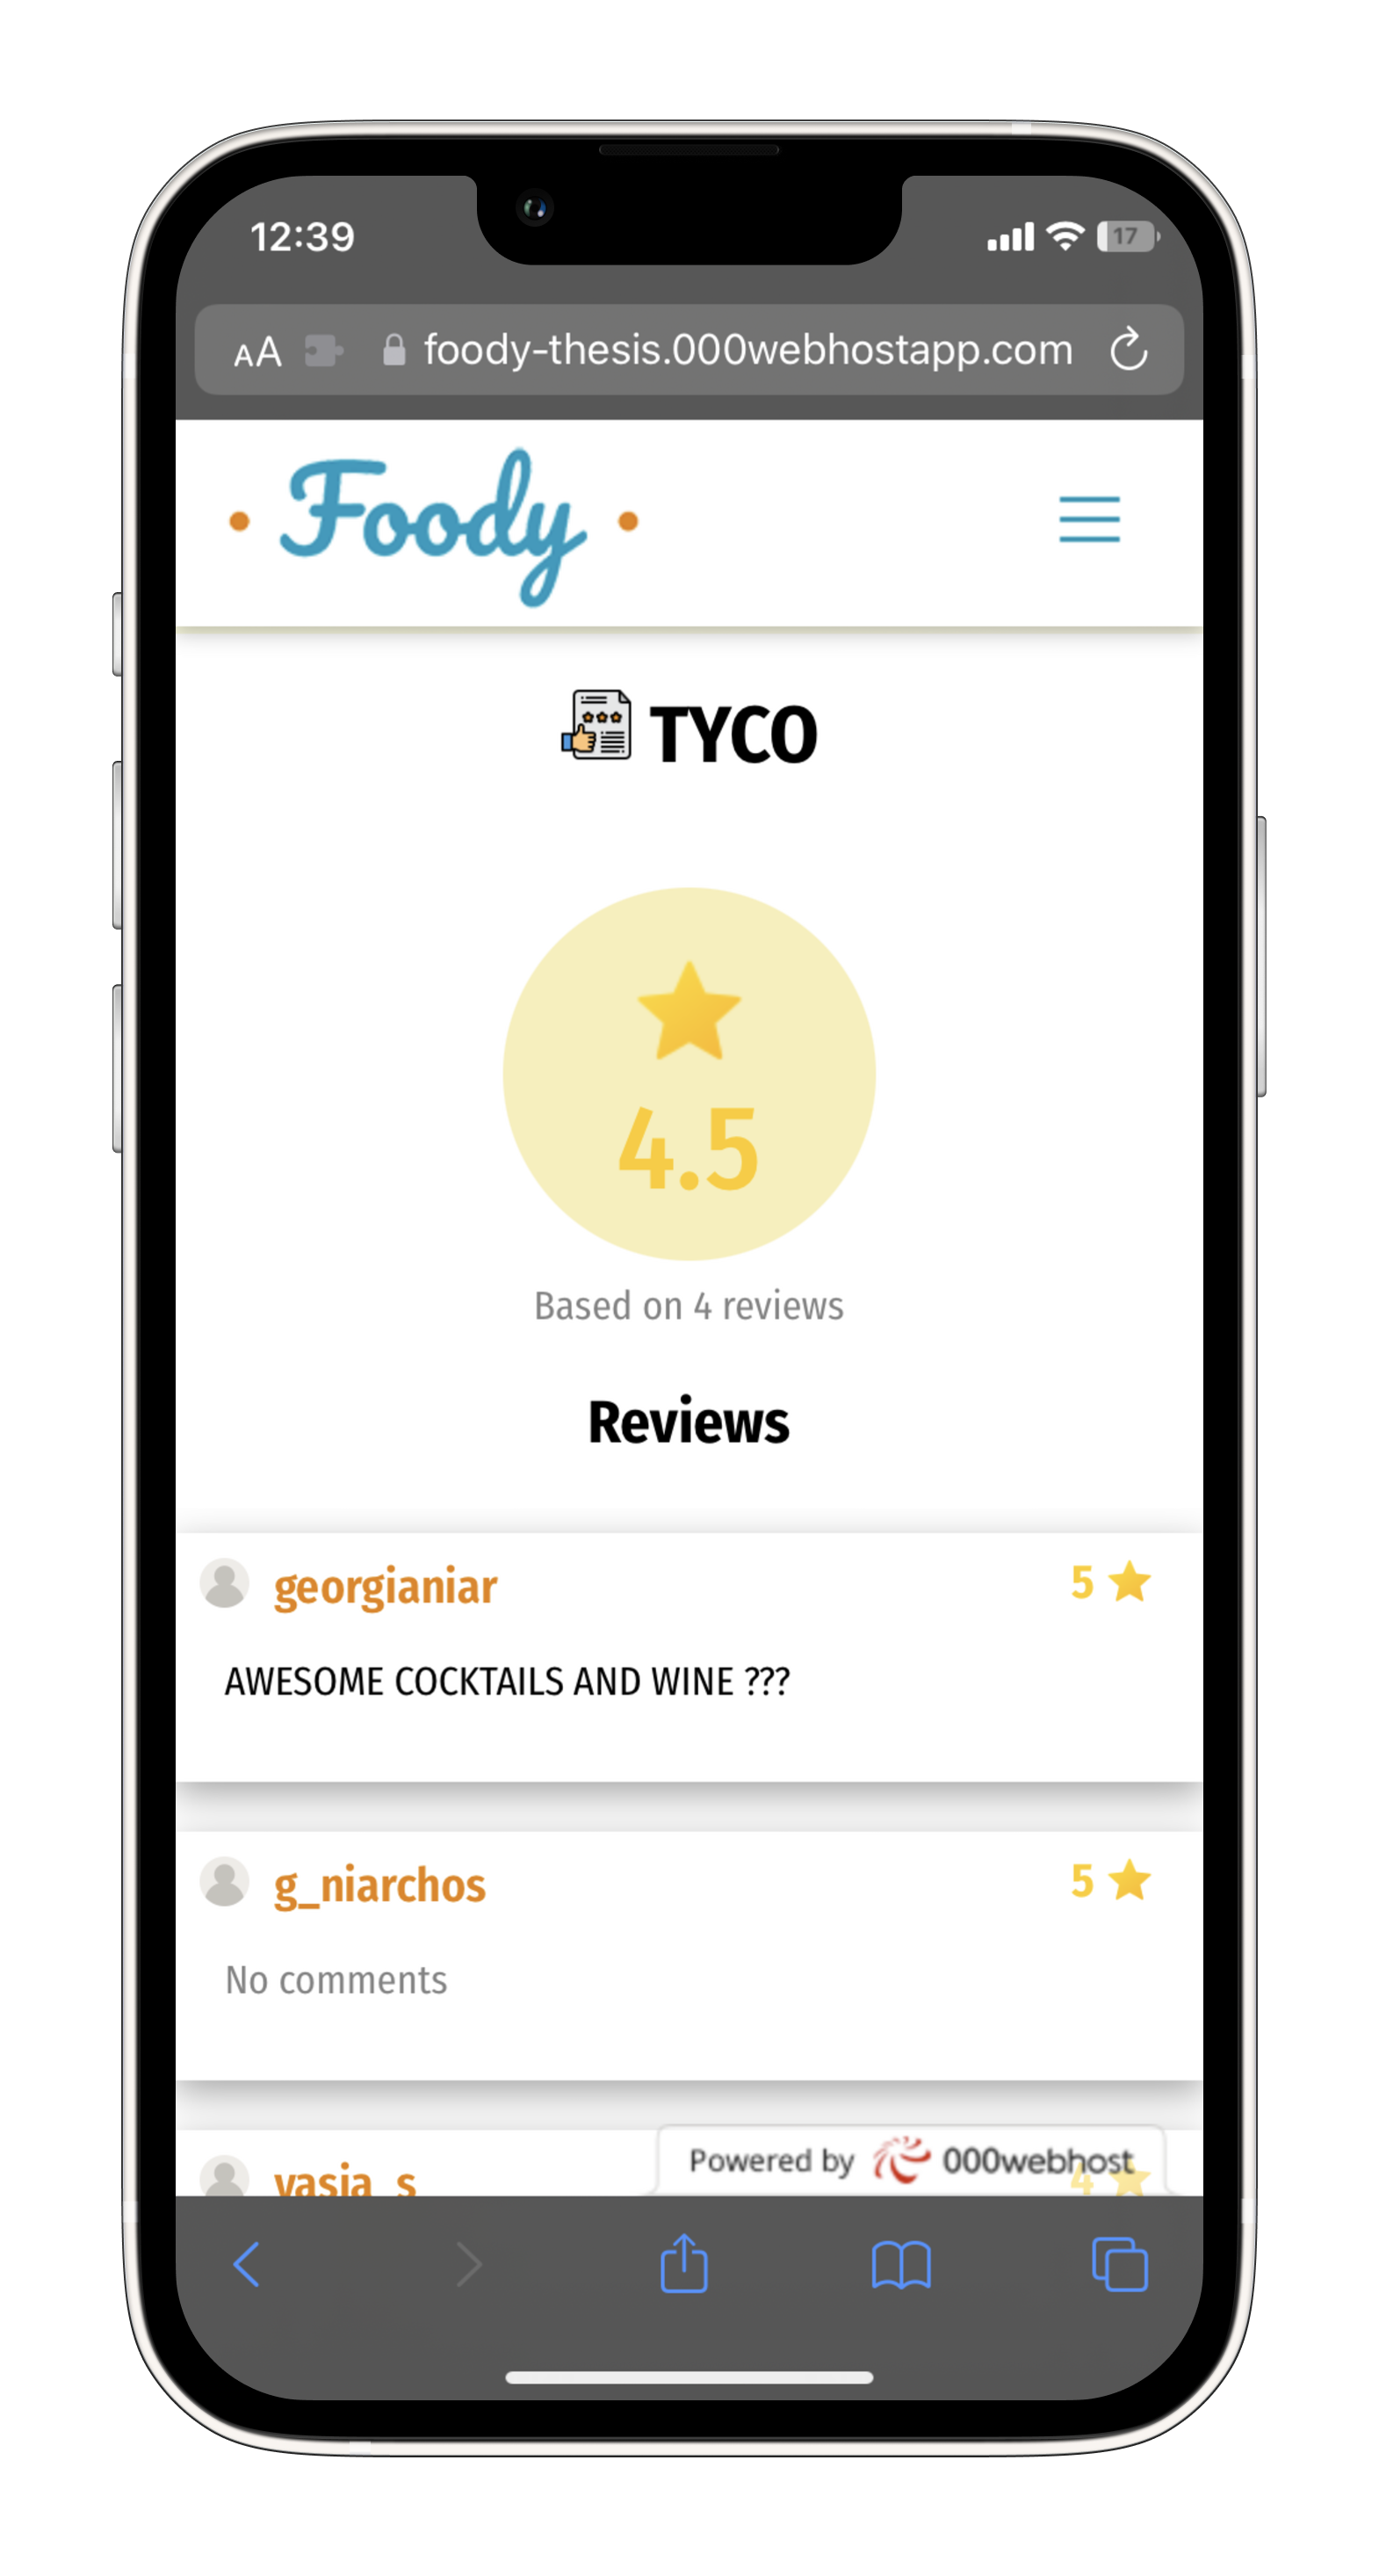 12:39
17
AA foody-thesis.000webhostapp.com
Foody
TYCO
4.5
Based on 4 reviews
Reviews
georgianiar 5
AWESOME COCKTAILS AND WINE ???
g_niarchos 5
No comments
vasia_s 4
Powered by 000webhost